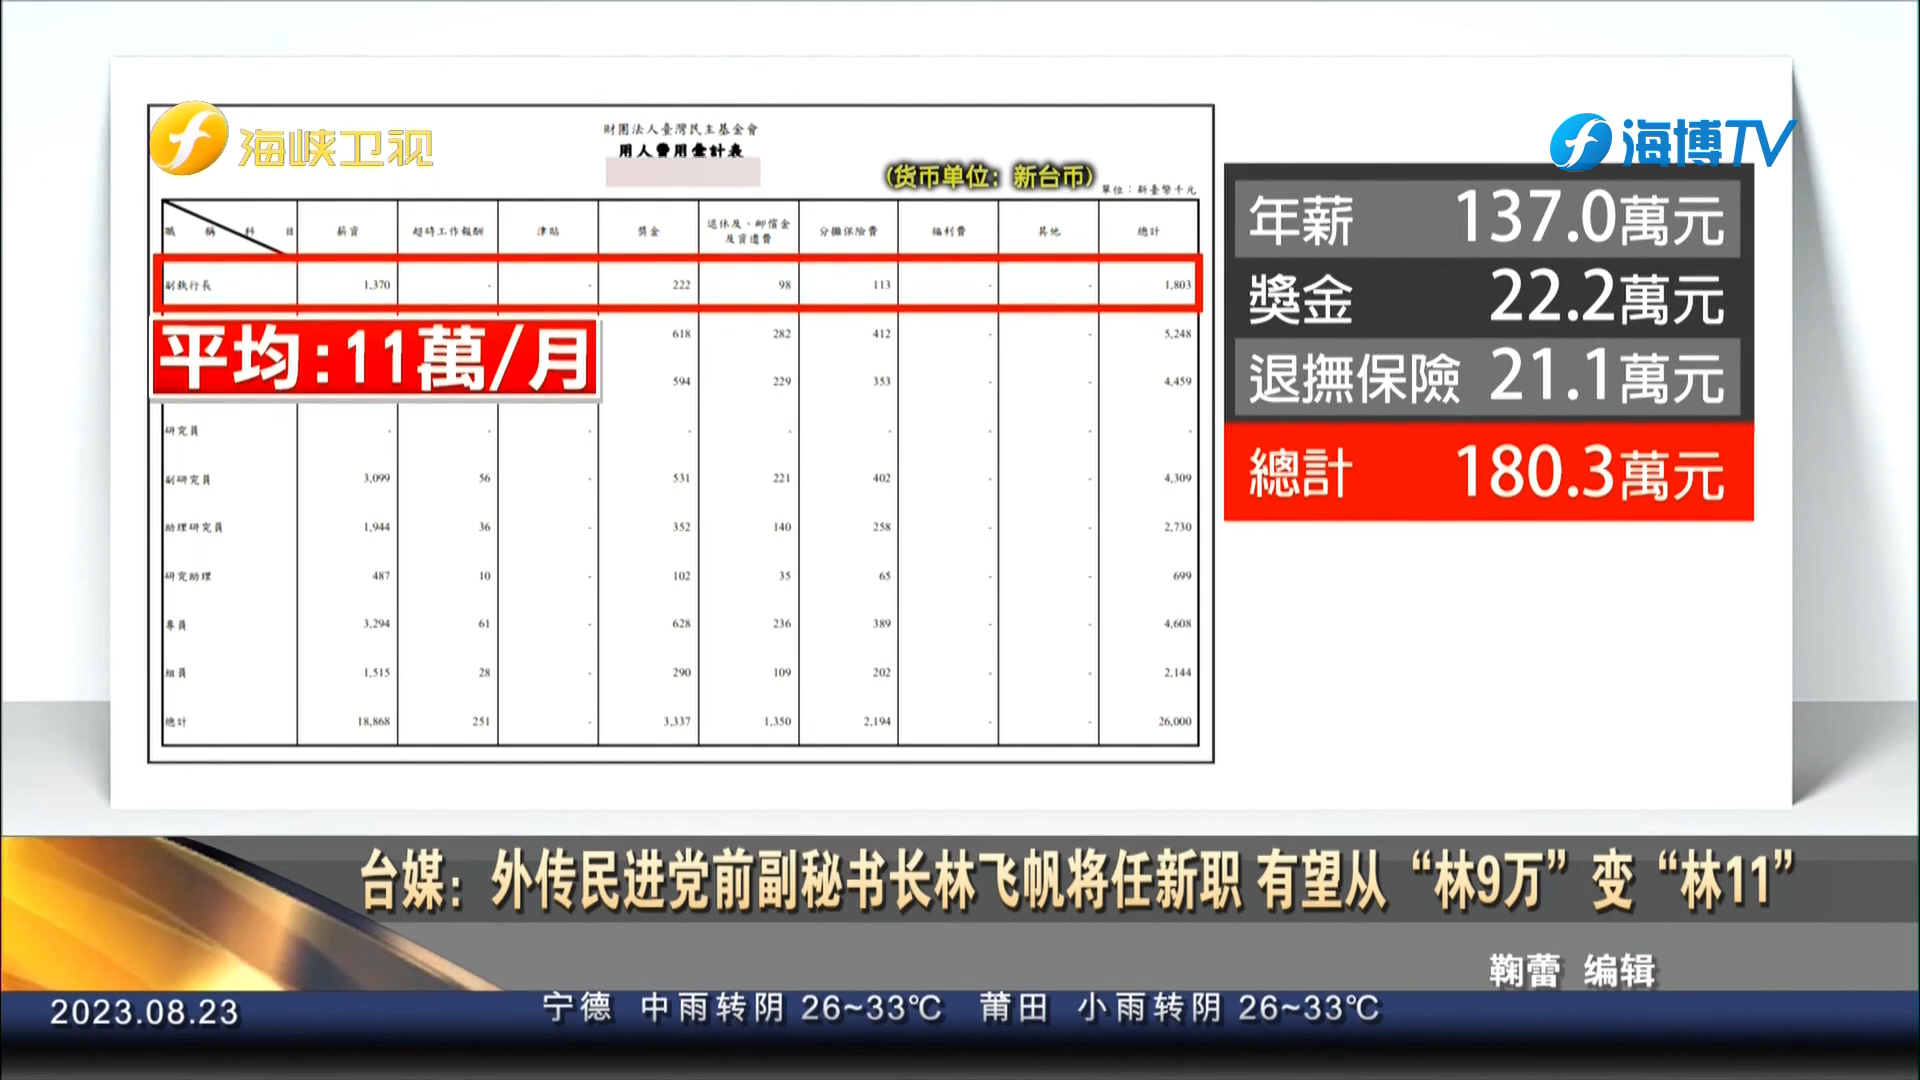 海峡卫视
海博TV
財團法人臺灣民主基金會
用人費用彙計表
(货币单位：新台币)
單位：新臺幣千元
職稱 科目 薪資 超時工作報酬 津貼 獎金 退休及、卹償金及資遣費 分擔保險費 福利費 其他 總計
副執行長 1,370 - - 222 98 113 - - 1,803
平均:11萬/月
618 282 412 - - 5,248
594 229 353 - - 4,459
研究員 - - - - - - - - -
副研究員 3,099 56 - 531 221 402 - - 4,309
助理研究員 1,944 36 - 352 140 258 - - 2,730
研究助理 487 10 - 102 35 65 - - 699
專員 3,294 61 - 628 236 389 - - 4,608
組員 1,515 28 - 290 109 202 - - 2,144
總計 18,868 251 - 3,337 1,350 2,194 - - 26,000
年薪 137.0萬元
獎金 22.2萬元
退撫保險 21.1萬元
總計 180.3萬元
台媒：外传民进党前副秘书长林飞帆将任新职 有望从“林9万”变“林11”
鞠蕾 编辑
2023.08.23
宁德 中雨转阴 26~33℃ 莆田 小雨转阴 26~33℃